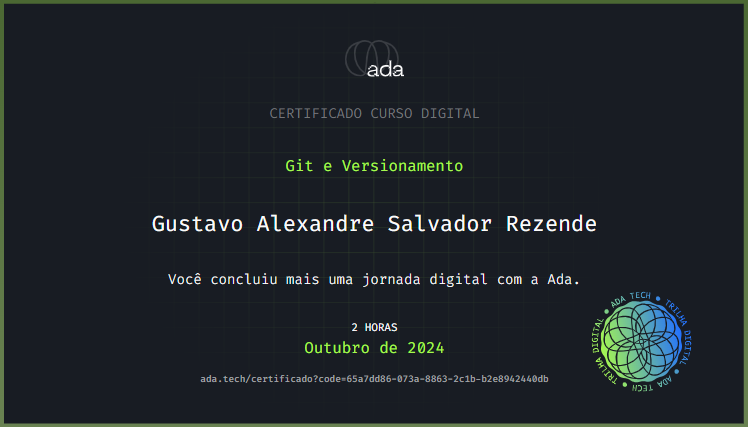 ada
CERTIFICADO CURSO DIGITAL
Git e Versionamento
Gustavo Alexandre Salvador Rezende
Você concluiu mais uma jornada digital com a Ada.
2 HORAS
Outubro de 2024
ada.tech/certificado?code=65a7dd86-073a-8863-2c1b-b2e8942440db
ADA TECH • TRILHA DIGITAL • ADA TECH • TRILHA DIGITAL •